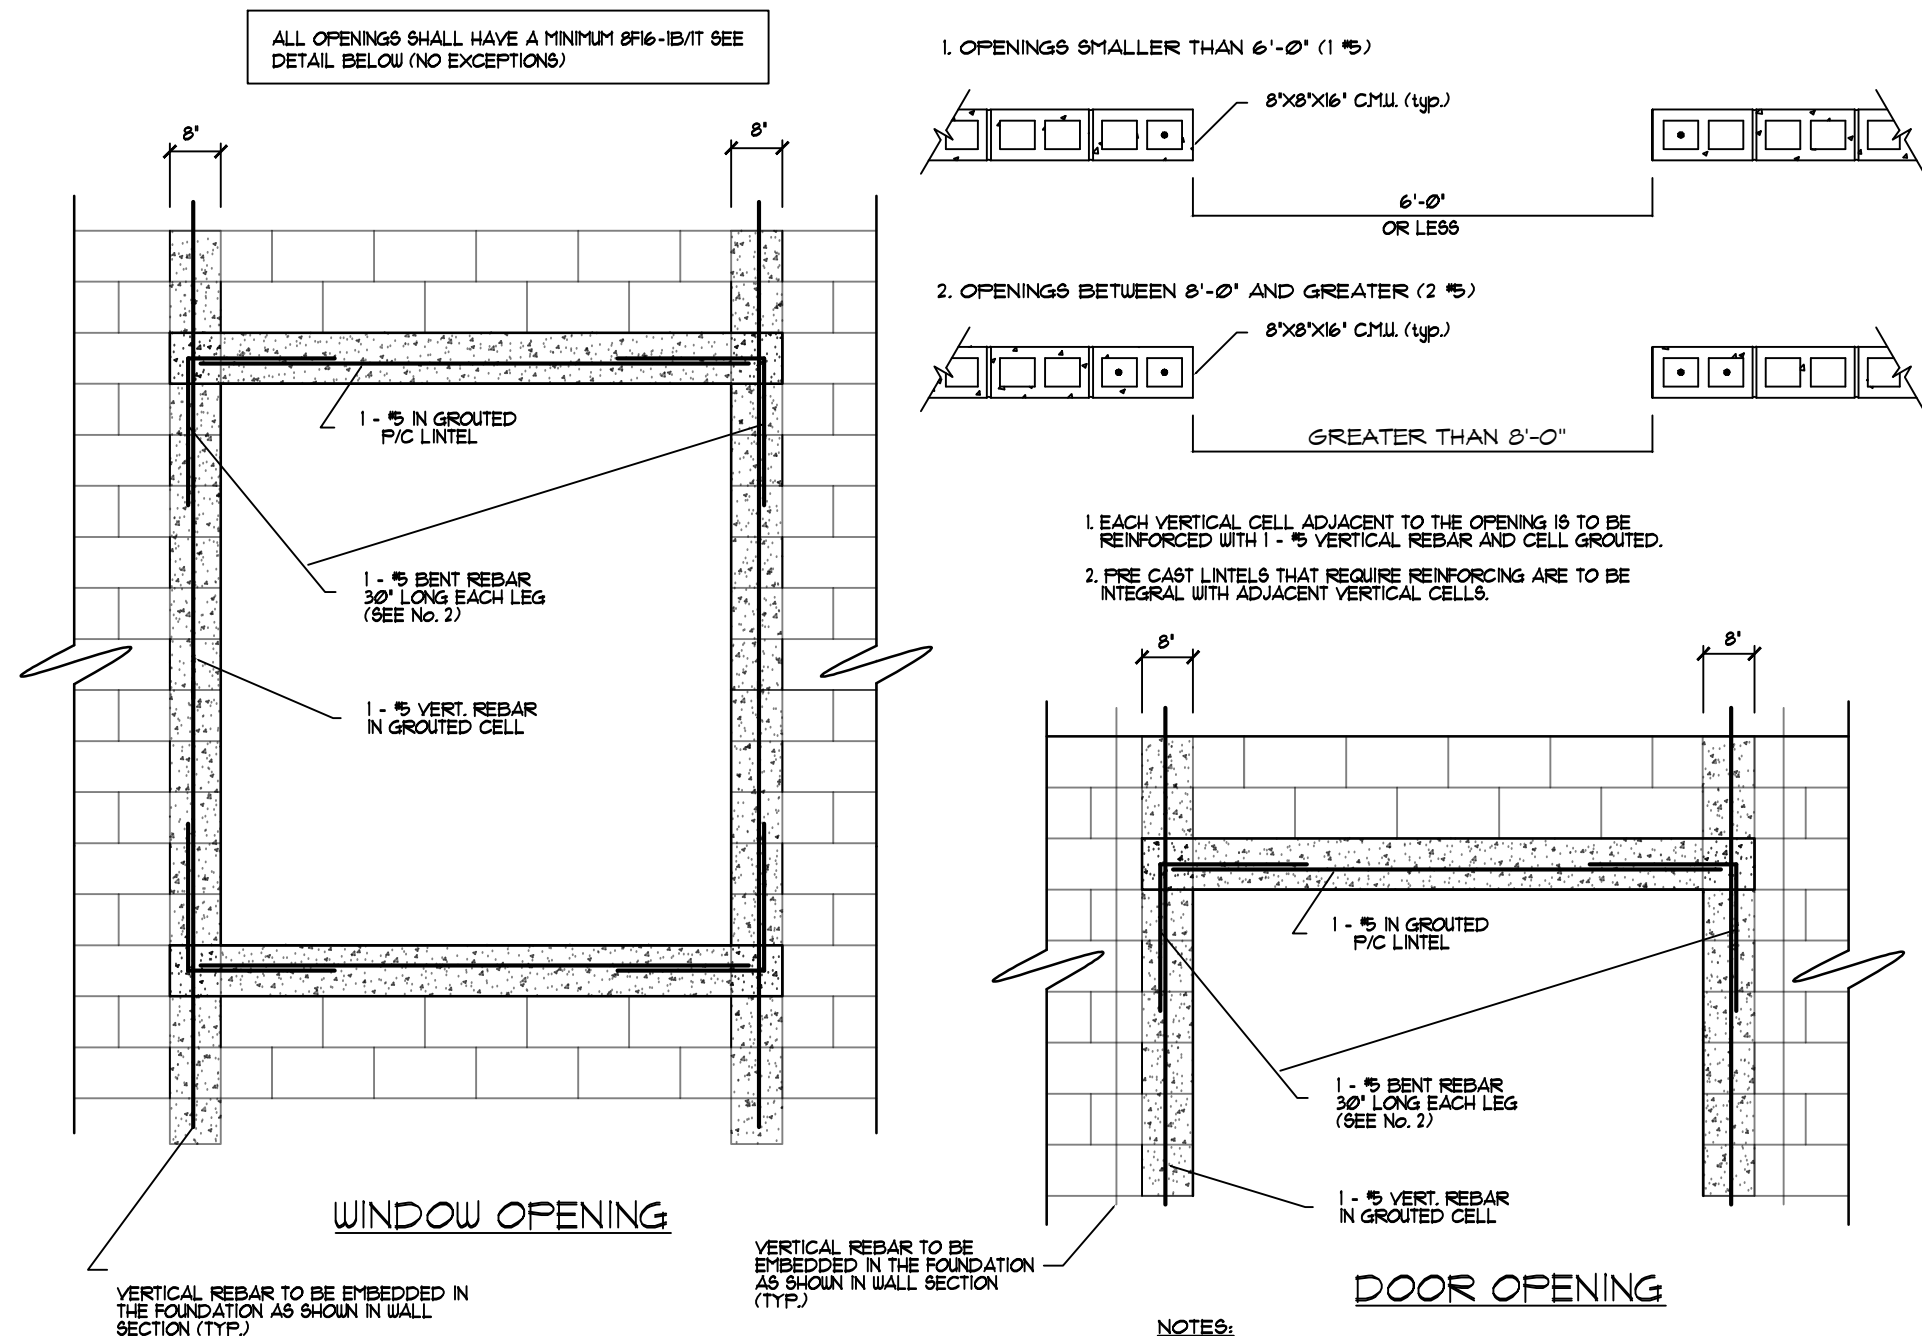 ALL OPENINGS SHALL HAVE A MINIMUM 8F16-1B/1T SEE
DETAIL BELOW (NO EXCEPTIONS)
8"
8"
1 - #5 IN GROUTED
P/C LINTEL
1 - #5 BENT REBAR
30" LONG EACH LEG
(SEE No. 2)
1 - #5 VERT. REBAR
IN GROUTED CELL
WINDOW OPENING
VERTICAL REBAR TO BE EMBEDDED IN
THE FOUNDATION AS SHOWN IN WALL
SECTION (TYP.)
1. OPENINGS SMALLER THAN 6'-0" (1 #5)
8"X8"X16" C.M.U. (typ.)
6'-0"
OR LESS
2. OPENINGS BETWEEN 8'-0" AND GREATER (2 #5)
8"X8"X16" C.M.U. (typ.)
GREATER THAN 8'-0"
1. EACH VERTICAL CELL ADJACENT TO THE OPENING IS TO BE
REINFORCED WITH 1 - #5 VERTICAL REBAR AND CELL GROUTED.
2. PRE CAST LINTELS THAT REQUIRE REINFORCING ARE TO BE
INTEGRAL WITH ADJACENT VERTICAL CELLS.
8"
8"
1 - #5 IN GROUTED
P/C LINTEL
1 - #5 BENT REBAR
30" LONG EACH LEG
(SEE No. 2)
1 - #5 VERT. REBAR
IN GROUTED CELL
VERTICAL REBAR TO BE
EMBEDDED IN THE FOUNDATION
AS SHOWN IN WALL SECTION
(TYP.)
DOOR OPENING
NOTES: